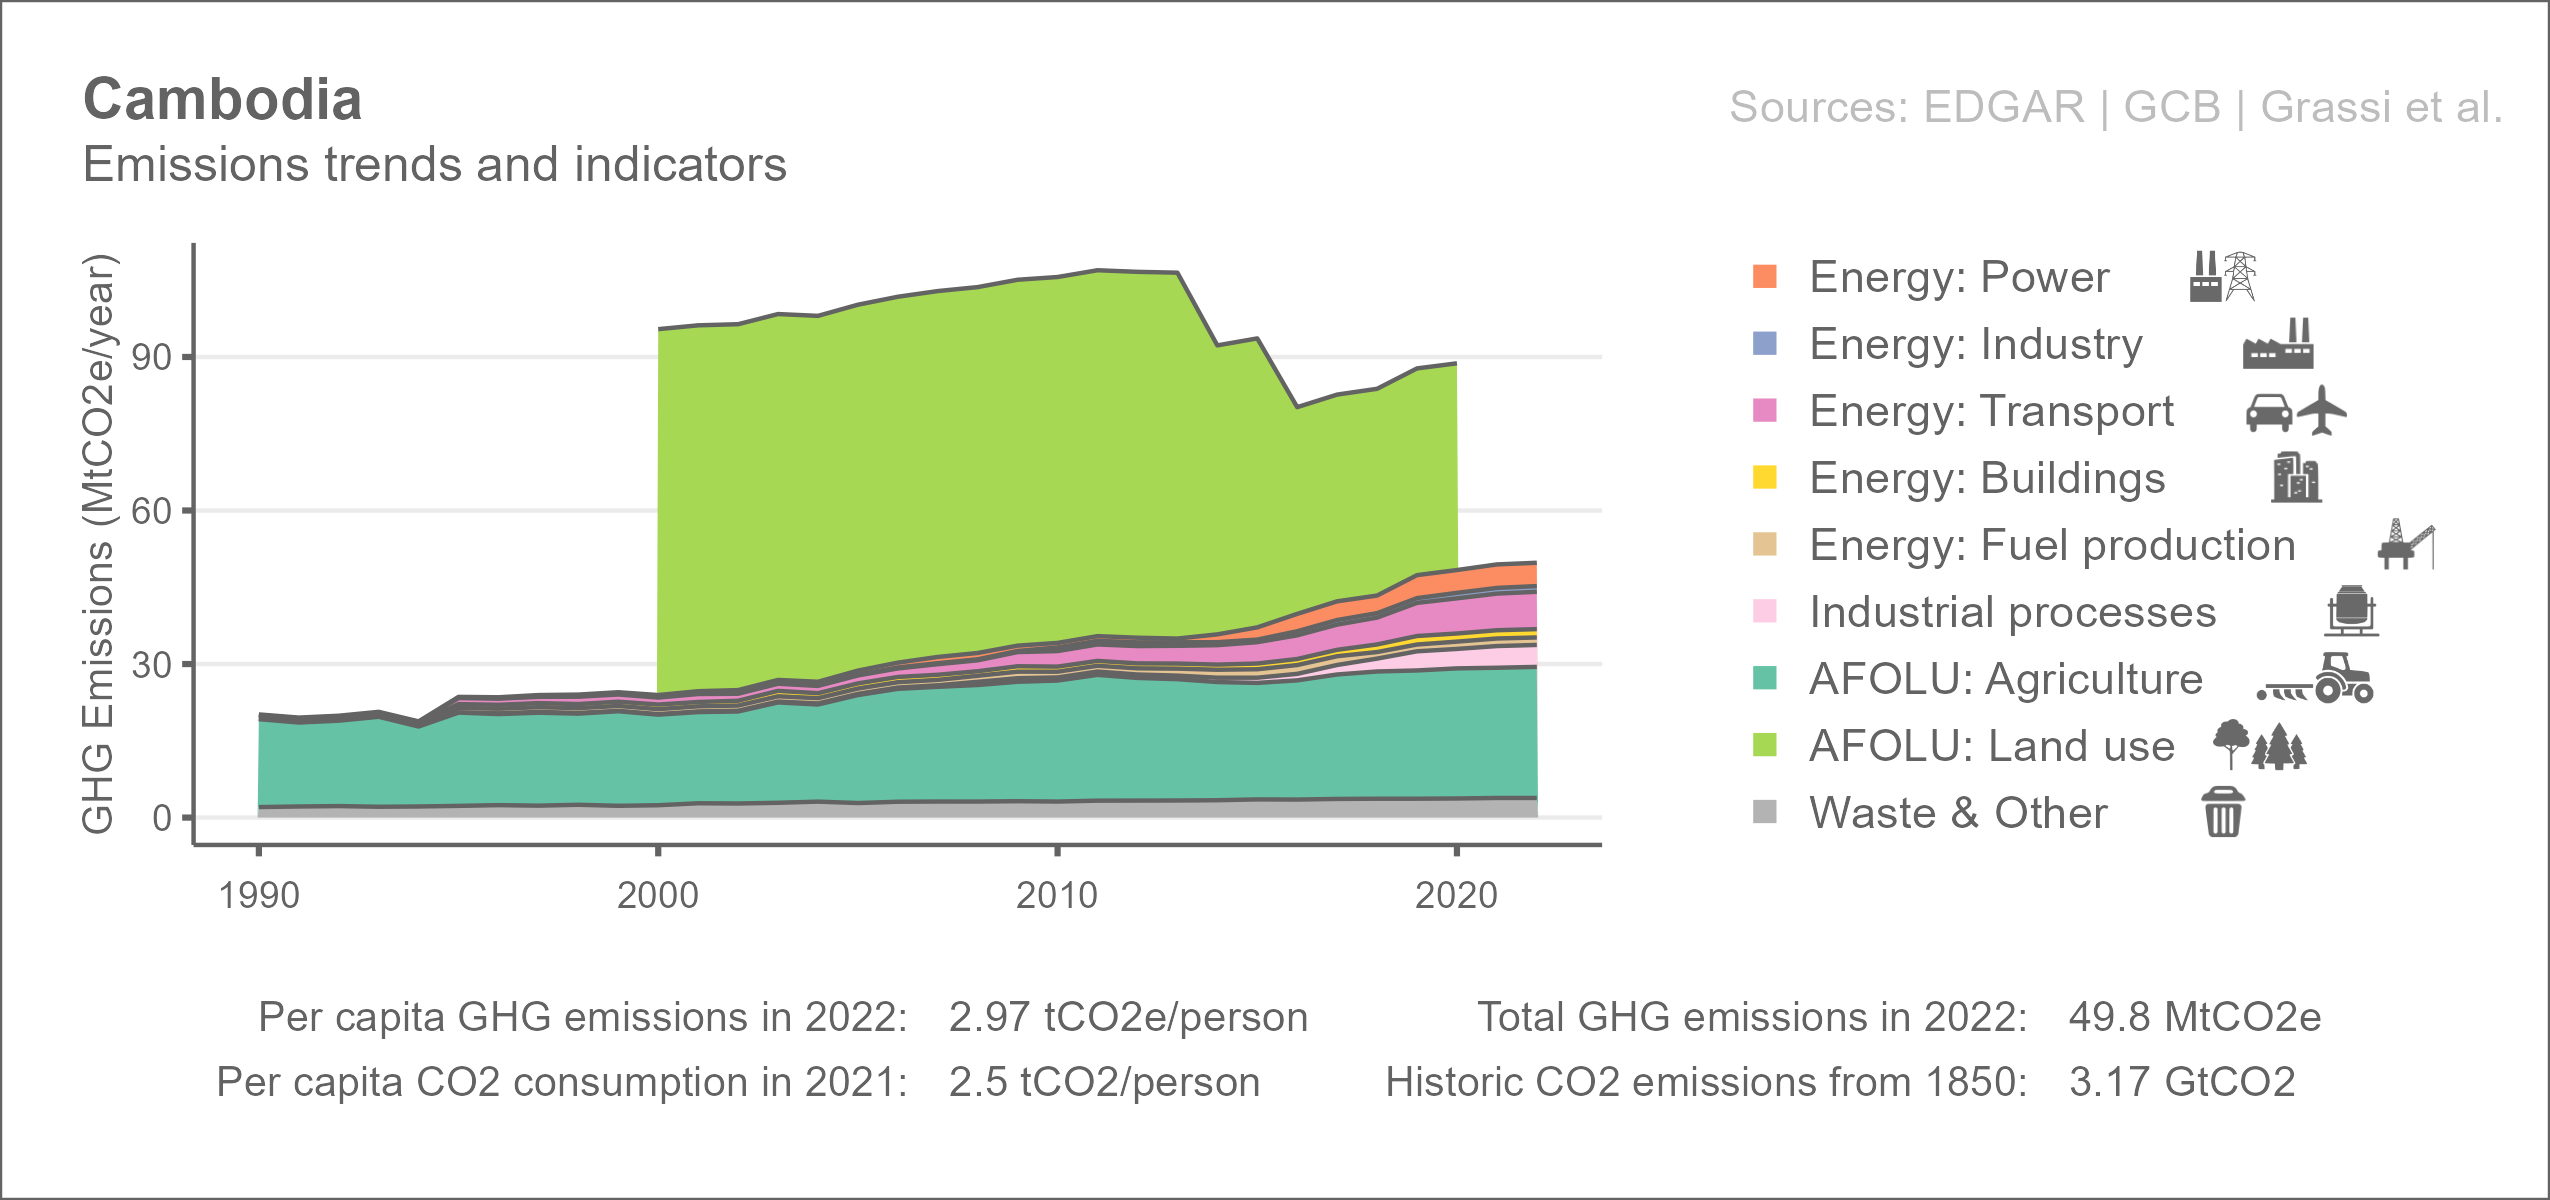 Cambodia
Sources: EDGAR | GCB | Grassi et al.
Emissions trends and indicators
GHG Emissions (MtCO2e/year)
90
60
30
0
1990
2000
2010
2020
Energy: Power
Energy: Industry
Energy: Transport
Energy: Buildings
Energy: Fuel production
Industrial processes
AFOLU: Agriculture
AFOLU: Land use
Waste & Other
Per capita GHG emissions in 2022: 2.97 tCO2e/person
Total GHG emissions in 2022: 49.8 MtCO2e
Per capita CO2 consumption in 2021: 2.5 tCO2/person
Historic CO2 emissions from 1850: 3.17 GtCO2